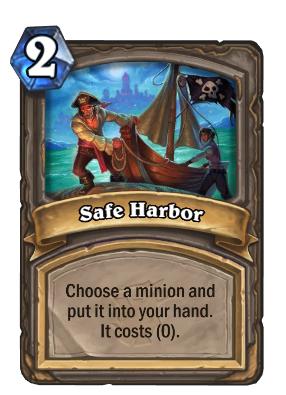 2
Safe Harbor
Choose a minion and
put it into your hand.
It costs (0).